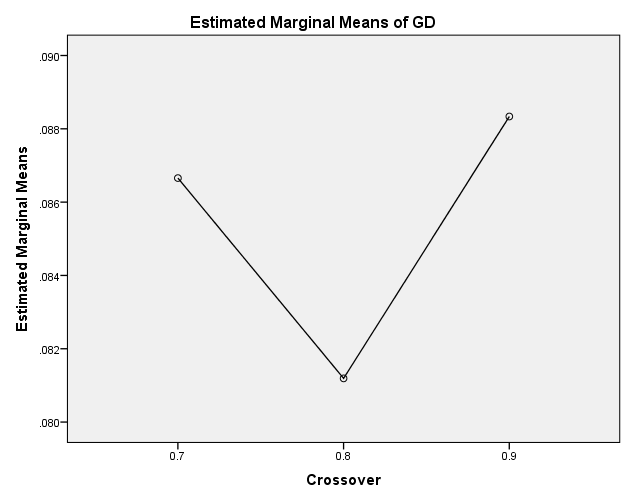 Estimated Marginal Means of GD
.090
.088
.086
.084
.082
.080
Estimated Marginal Means
0.7 0.8 0.9
Crossover